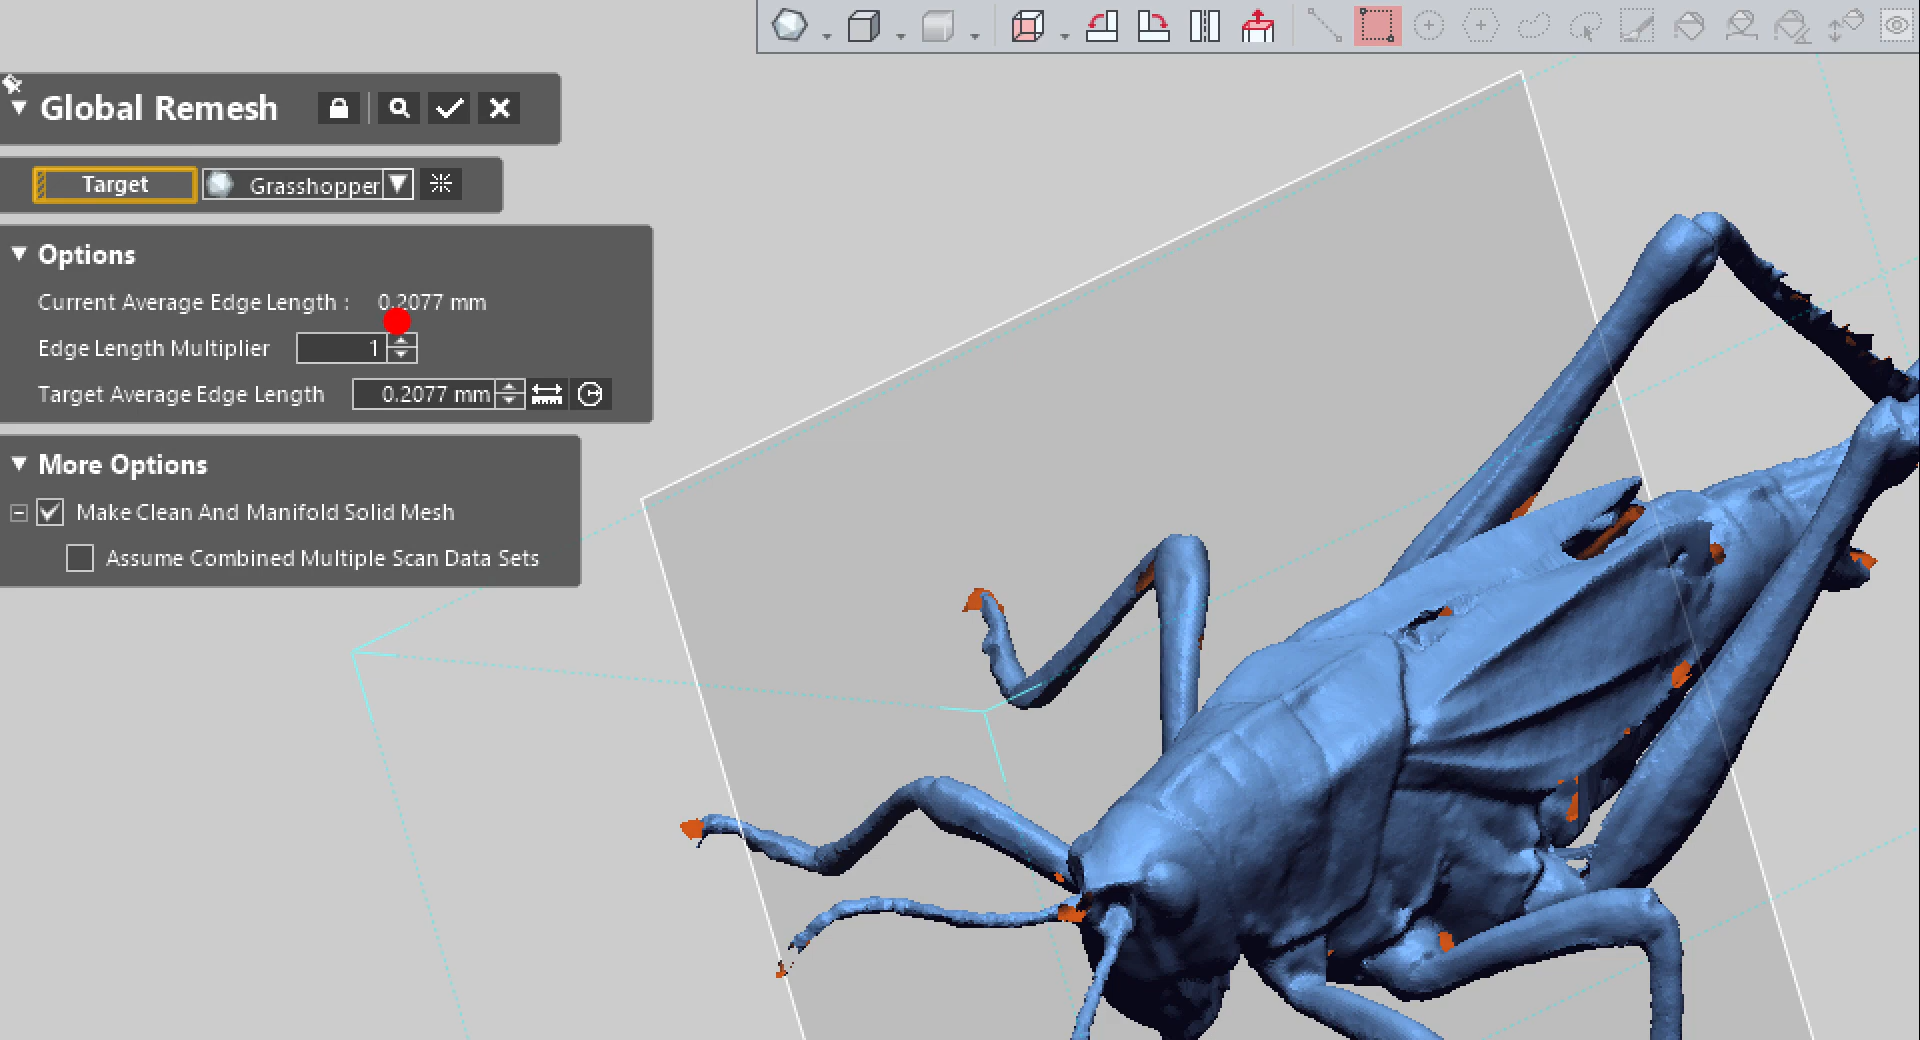 Global Remesh
Target
Grasshopper
Options
Current Average Edge Length : 0.2077 mm
Edge Length Multiplier 1
Target Average Edge Length 0.2077 mm
More Options
Make Clean And Manifold Solid Mesh
Assume Combined Multiple Scan Data Sets